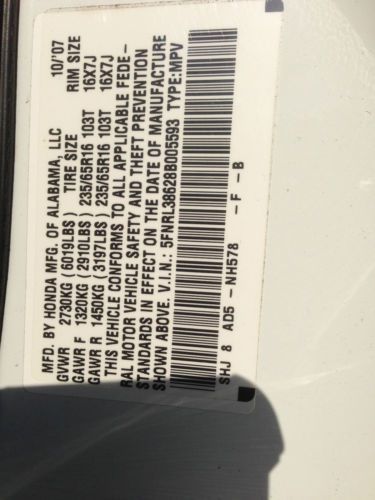 MFD. BY HONDA MFG. OF ALABAMA, LLC 10/'07
GVWR 2730KG (6019LBS) TIRE SIZE RIM SIZE
GAWR F 1320KG (2910LBS) 235/65R16 103T 16X7J
GAWR R 1450KG (3197LBS) 235/65R16 103T 16X7J
THIS VEHICLE CONFORMS TO ALL APPLICABLE FEDE-
RAL MOTOR VEHICLE SAFETY AND THEFT PREVENTION
STANDARDS IN EFFECT ON THE DATE OF MANUFACTURE
SHOWN ABOVE. V.I.N.: 5FNRL38628B005593 TYPE:MPV
SHJ 8 AD5 -NH578 -F -B